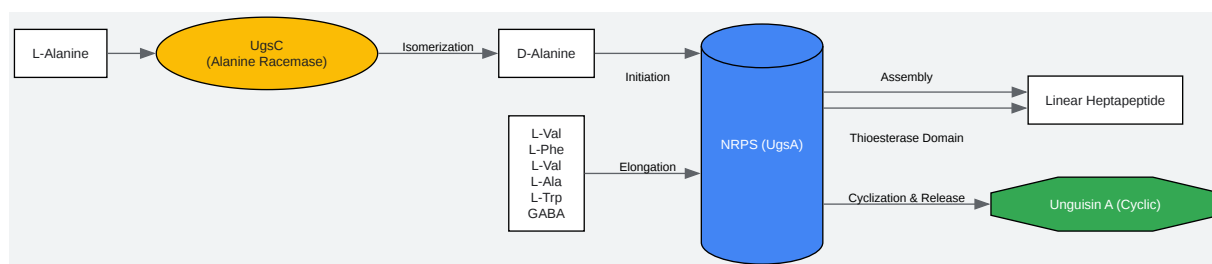 L-Alanine
UgsC
(Alanine Racemase)
Isomerization
D-Alanine
Initiation
L-Val
L-Phe
L-Val
L-Ala
L-Trp
GABA
Elongation
NRPS (UgsA)
Assembly
Linear Heptapeptide
Thioesterase Domain
Cyclization & Release
Unguisin A (Cyclic)